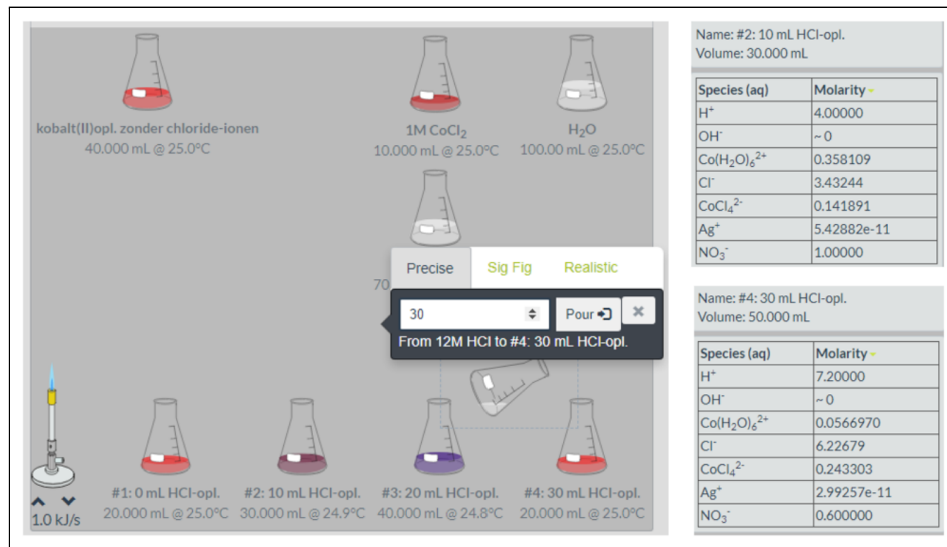 kobalt(II)opl. zonder chloride-ionen
40.000 mL @ 25.0°C
1M CoCl₂
10.000 mL @ 25.0°C
H₂O
100.00 mL @ 25.0°C
70
Precise
Sig Fig
Realistic
30
Pour
From 12M HCl to #4: 30 mL HCl-opl.
1.0 kJ/s
#1: 0 mL HCl-opl.
20.000 mL @ 25.0°C
#2: 10 mL HCl-opl.
30.000 mL @ 24.9°C
#3: 20 mL HCl-opl.
40.000 mL @ 24.8°C
#4: 30 mL HCl-opl.
20.000 mL @ 25.0°C
Name: #2: 10 mL HCl-opl.
Volume: 30.000 mL
Species (aq) Molarity
H⁺ 4.00000
OH⁻ ~ 0
Co(H₂O)₆²⁺ 0.358109
Cl⁻ 3.43244
CoCl₄²⁻ 0.141891
Ag⁺ 5.42882e-11
NO₃⁻ 1.00000
Name: #4: 30 mL HCl-opl.
Volume: 50.000 mL
Species (aq) Molarity
H⁺ 7.20000
OH⁻ ~ 0
Co(H₂O)₆²⁺ 0.0566970
Cl⁻ 6.22679
CoCl₄²⁻ 0.243303
Ag⁺ 2.99257e-11
NO₃⁻ 0.600000